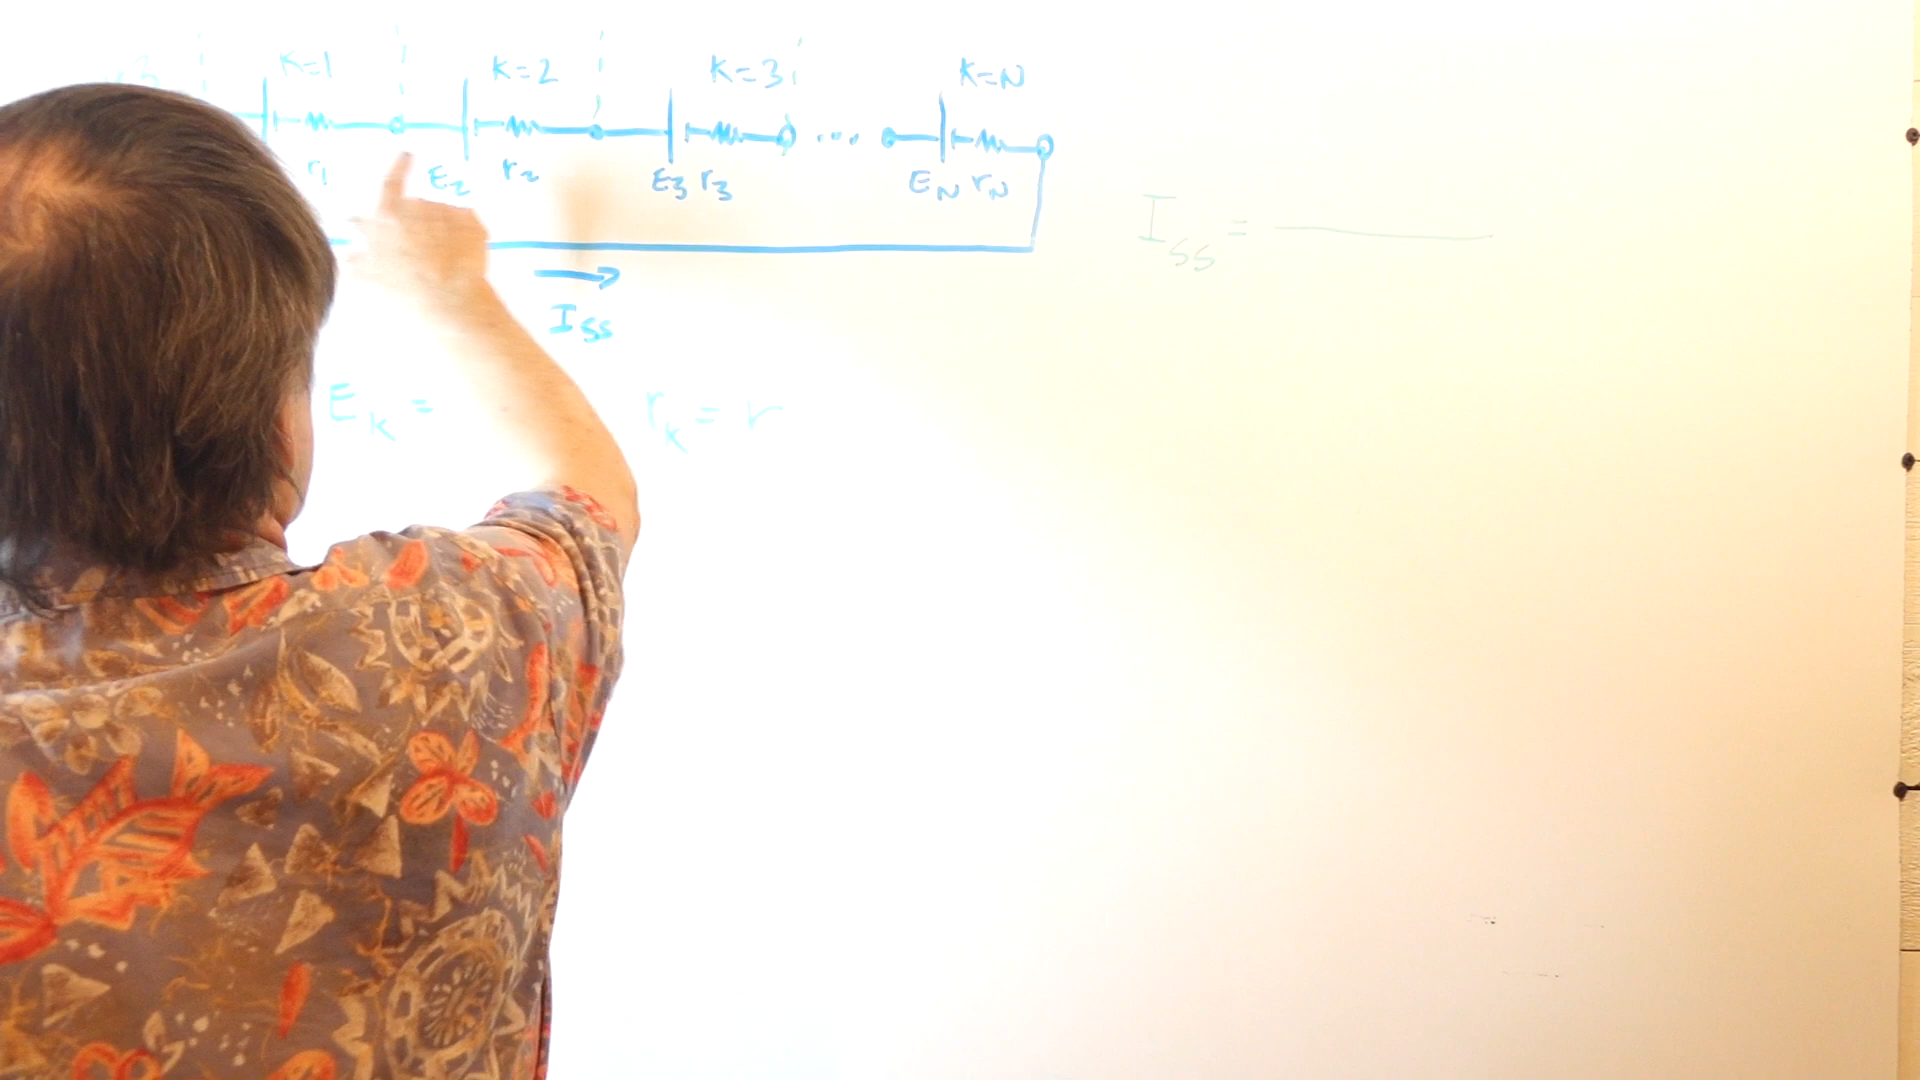 K=1 K=2 K=3 K=N
r1 E2 r2 E3 r3 ... EN rN
Iss =
Iss
EK = rK = r